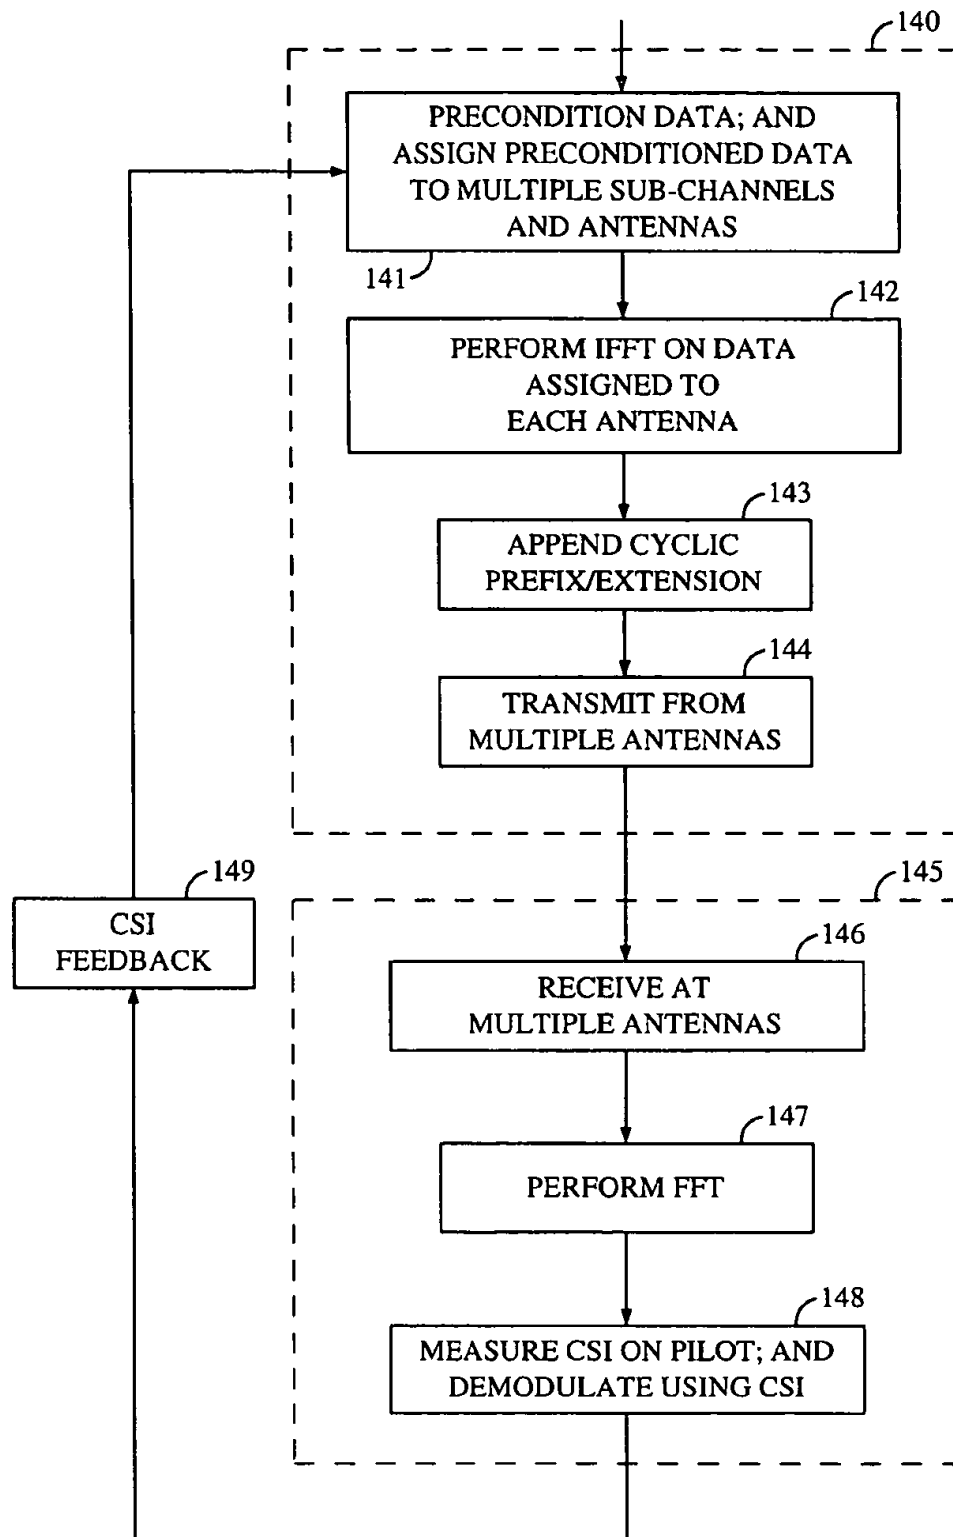 140
PRECONDITION DATA; AND
ASSIGN PRECONDITIONED DATA
TO MULTIPLE SUB-CHANNELS
AND ANTENNAS
141
142
PERFORM IFFT ON DATA
ASSIGNED TO
EACH ANTENNA
143
APPEND CYCLIC
PREFIX/EXTENSION
144
TRANSMIT FROM
MULTIPLE ANTENNAS
149
CSI
FEEDBACK
145
146
RECEIVE AT
MULTIPLE ANTENNAS
147
PERFORM FFT
148
MEASURE CSI ON PILOT; AND
DEMODULATE USING CSI